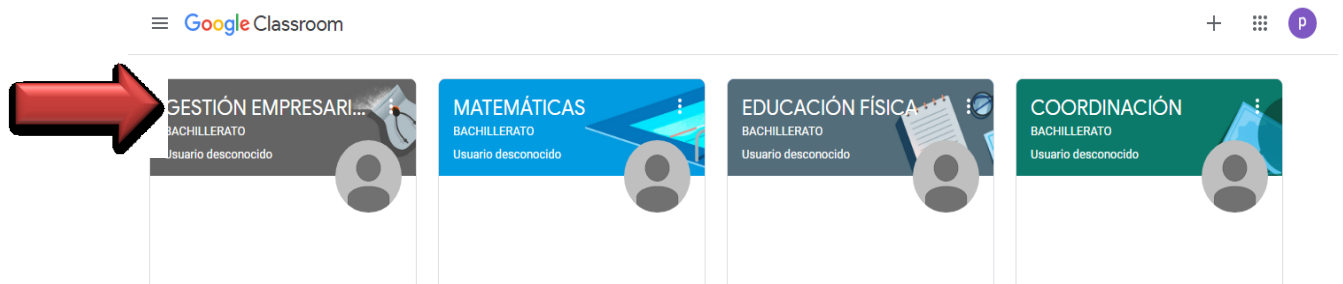 Google Classroom
p
GESTIÓN EMPRESARI...
BACHILLERATO
Usuario desconocido
MATEMÁTICAS
BACHILLERATO
Usuario desconocido
EDUCACIÓN FÍSICA
BACHILLERATO
Usuario desconocido
COORDINACIÓN
BACHILLERATO
Usuario desconocido